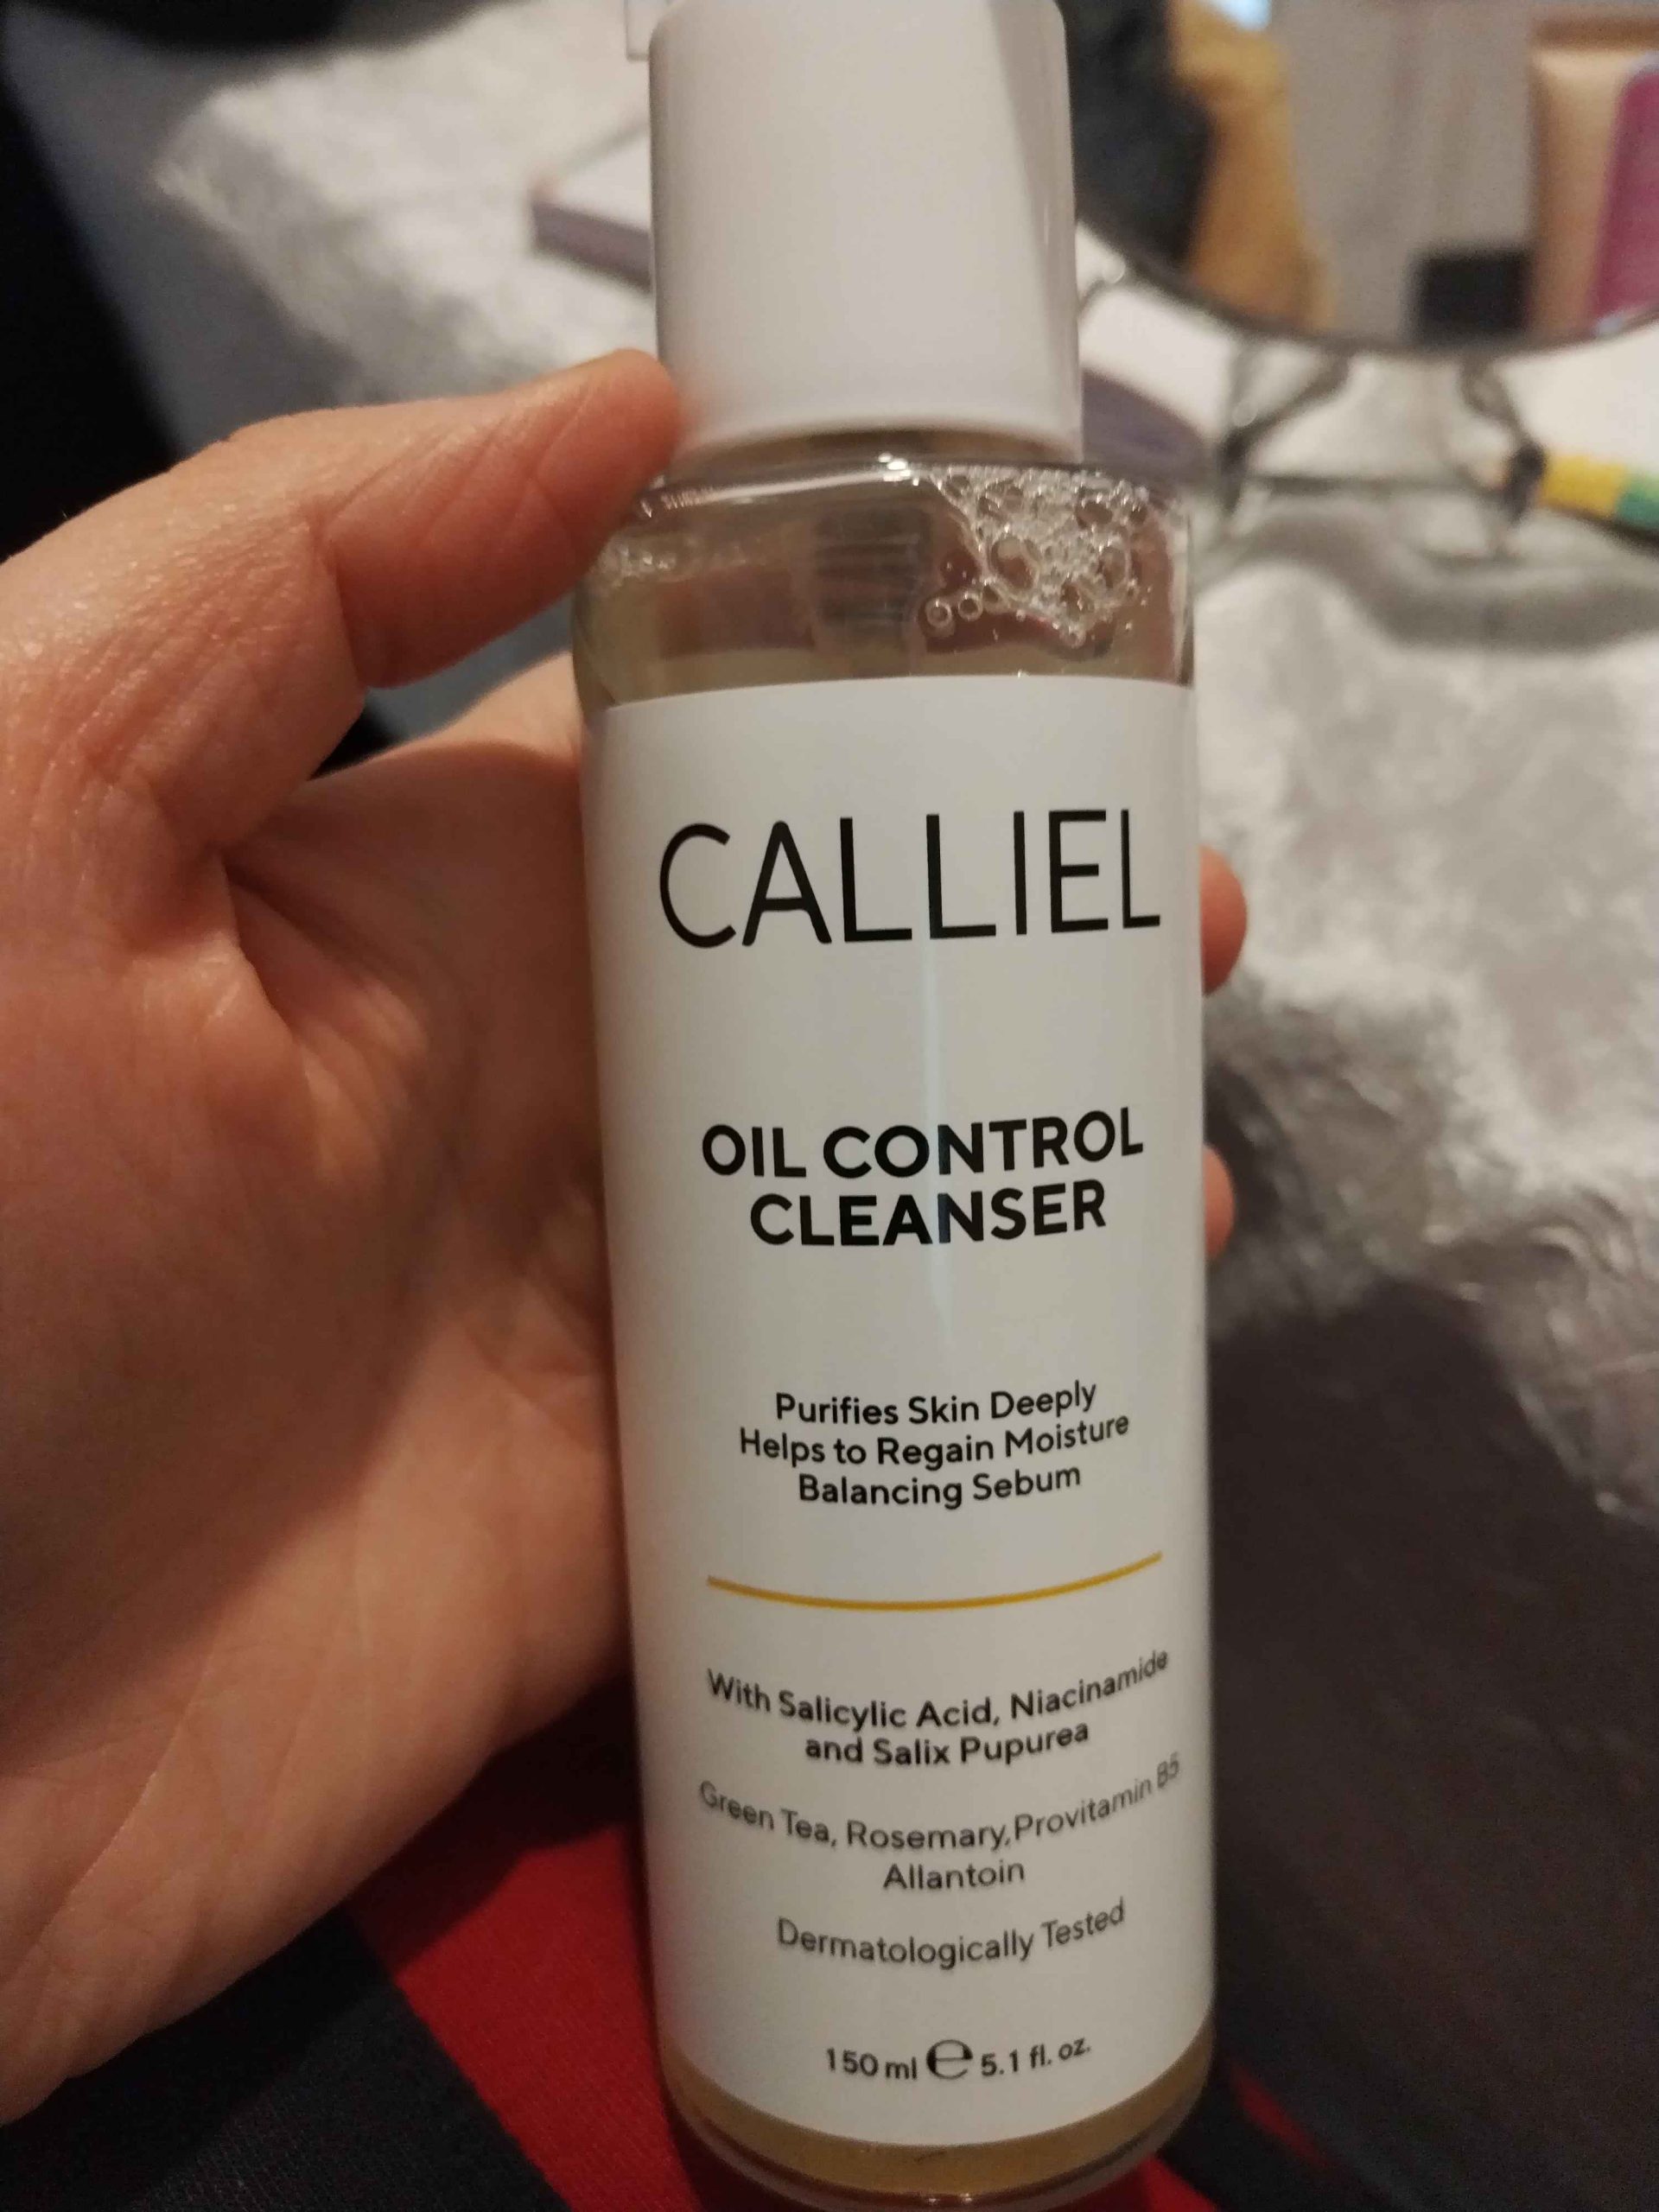 CALLIEL
OIL CONTROL
CLEANSER
Purifies Skin Deeply
Helps to Regain Moisture
Balancing Sebum
With Salicylic Acid, Niacinamide
and Salix Pupurea
Green Tea, Rosemary, Provitamin B5
Allantoin
Dermatologically Tested
150 ml ℮ 5.1 fl. oz.